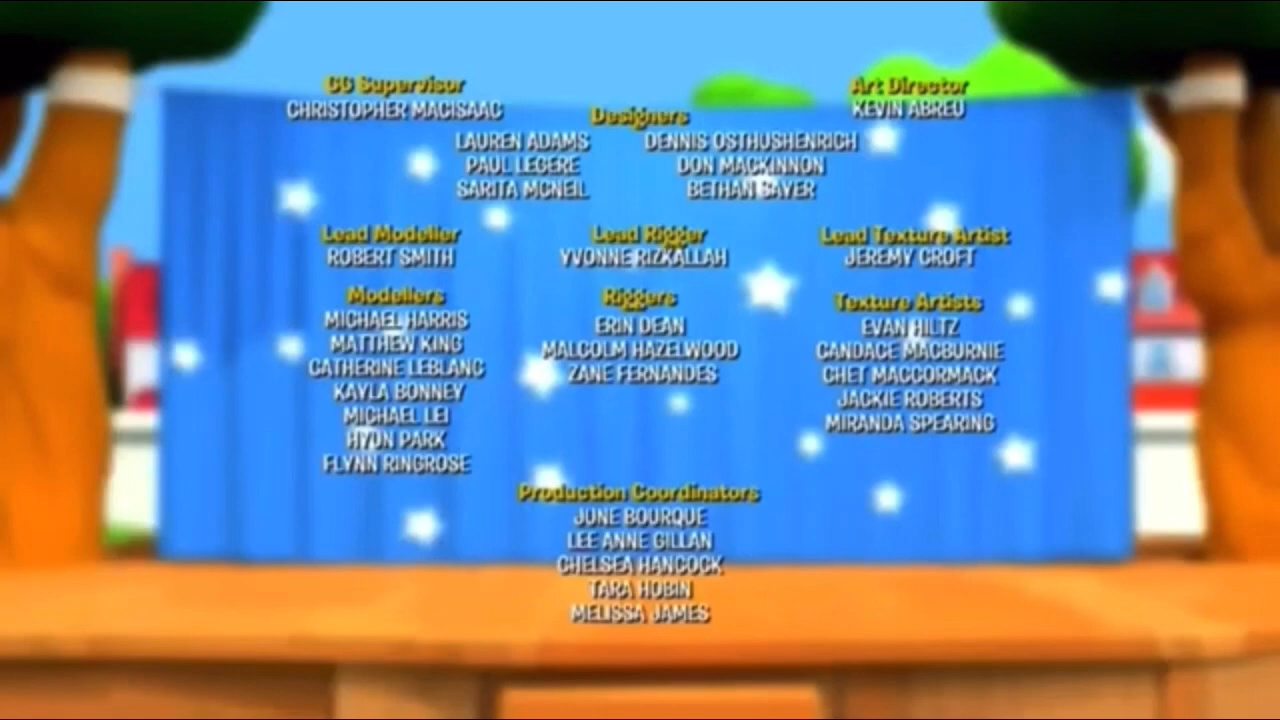 CG Supervisor
CHRISTOPHER MACISAAC
Art Director
KEVIN ABREU
Designers
LAUREN ADAMS
PAUL LEGERE
SARITA MCNEIL
DENNIS OSTHUSHENRICH
DON MACKINNON
BETHAN SAYER
Lead Modeller
ROBERT SMITH
Lead Rigger
YVONNE RIZKALLAH
Lead Texture Artist
JEREMY CROFT
Modellers
MICHAEL HARRIS
MATTHEW KING
CATHERINE LEBLANC
KAYLA BONNEY
MICHAEL LEI
HYUN PARK
FLYNN RINGROSE
Riggers
ERIN DEAN
MALCOLM HAZELWOOD
ZANE FERNANDES
Texture Artists
EVAN HILTZ
CANDACE MACBURNIE
CHET MACCORMACK
JACKIE ROBERTS
MIRANDA SPEARING
Production Coordinators
JUNE BOURQUE
LEE ANNE GILLAN
CHELSEA HANCOCK
TARA HOBIN
MELISSA JAMES